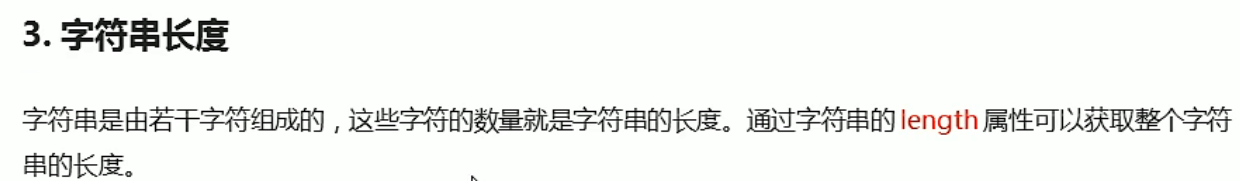 3. 字符串长度
字符串是由若干字符组成的，这些字符的数量就是字符串的长度。通过字符串的 length 属性可以获取整个字符
串的长度。